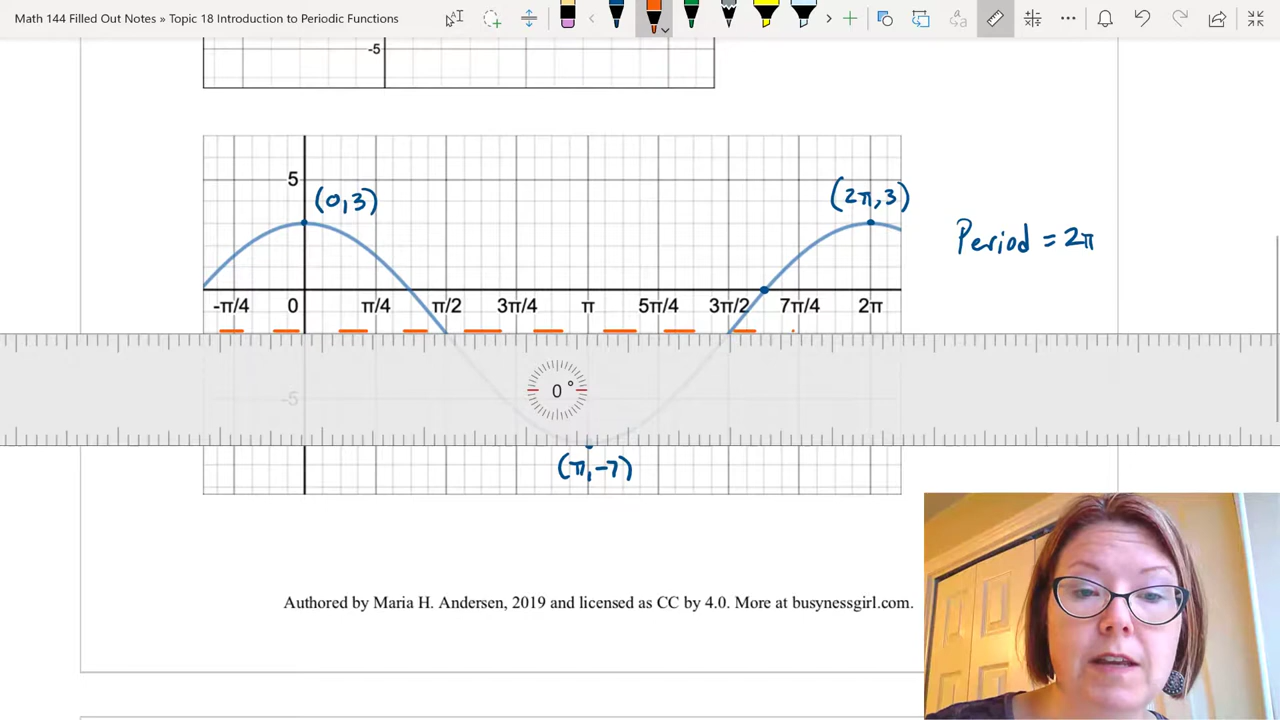 Math 144 Filled Out Notes » Topic 18 Introduction to Periodic Functions
-5
5
(0,3)
(2π,3)
Period = 2π
-π/4 0 π/4 π/2 3π/4 π 5π/4 3π/2 7π/4 2π
0°
-5
(π,-7)
Authored by Maria H. Andersen, 2019 and licensed as CC by 4.0. More at busynessgirl.com.